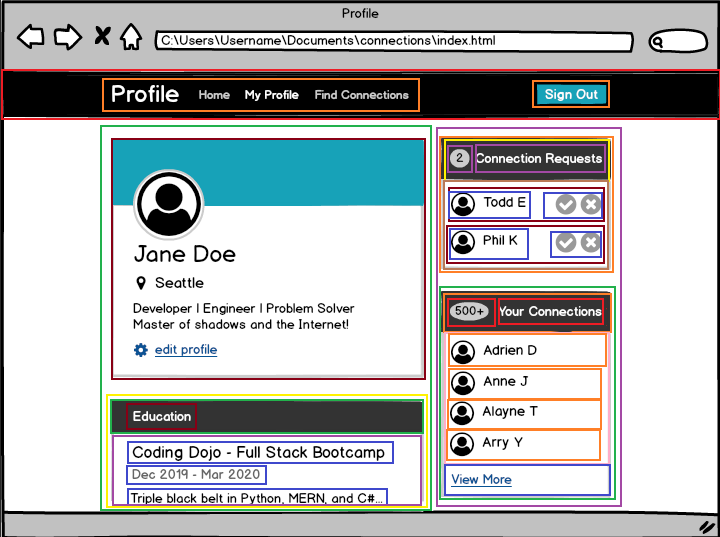 Profile
C:\Users\Username\Documents\connections\index.html
Profile Home My Profile Find Connections Sign Out
Jane Doe
Seattle
Developer | Engineer | Problem Solver
Master of shadows and the Internet!
edit profile
Education
Coding Dojo - Full Stack Bootcamp
Dec 2019 - Mar 2020
Triple black belt in Python, MERN, and C#...
2 Connection Requests
Todd E
Phil K
500+ Your Connections
Adrien D
Anne J
Alayne T
Arry Y
View More